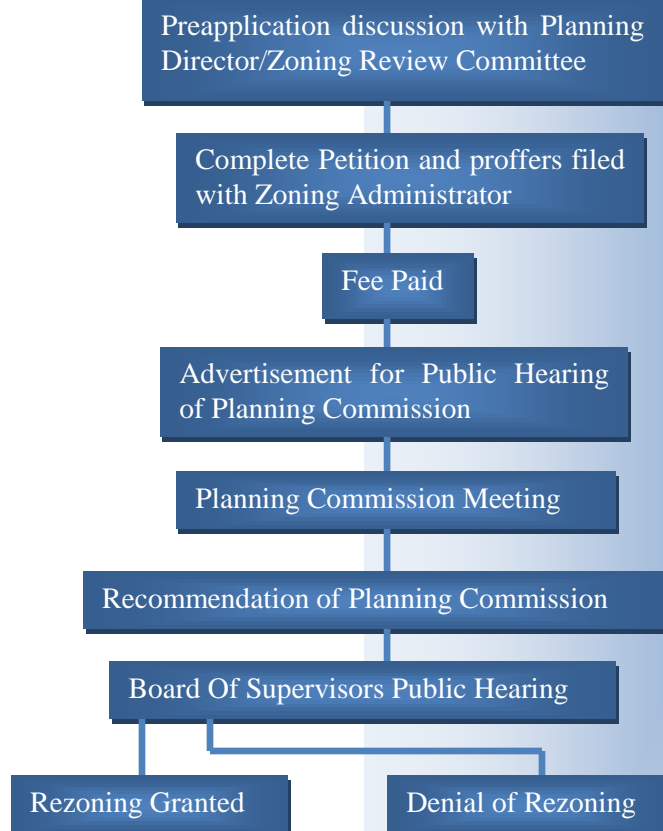 Preapplication discussion with Planning
Director/Zoning Review Committee
Complete Petition and proffers filed
with Zoning Administrator
Fee Paid
Advertisement for Public Hearing
of Planning Commission
Planning Commission Meeting
Recommendation of Planning Commission
Board Of Supervisors Public Hearing
Rezoning Granted
Denial of Rezoning